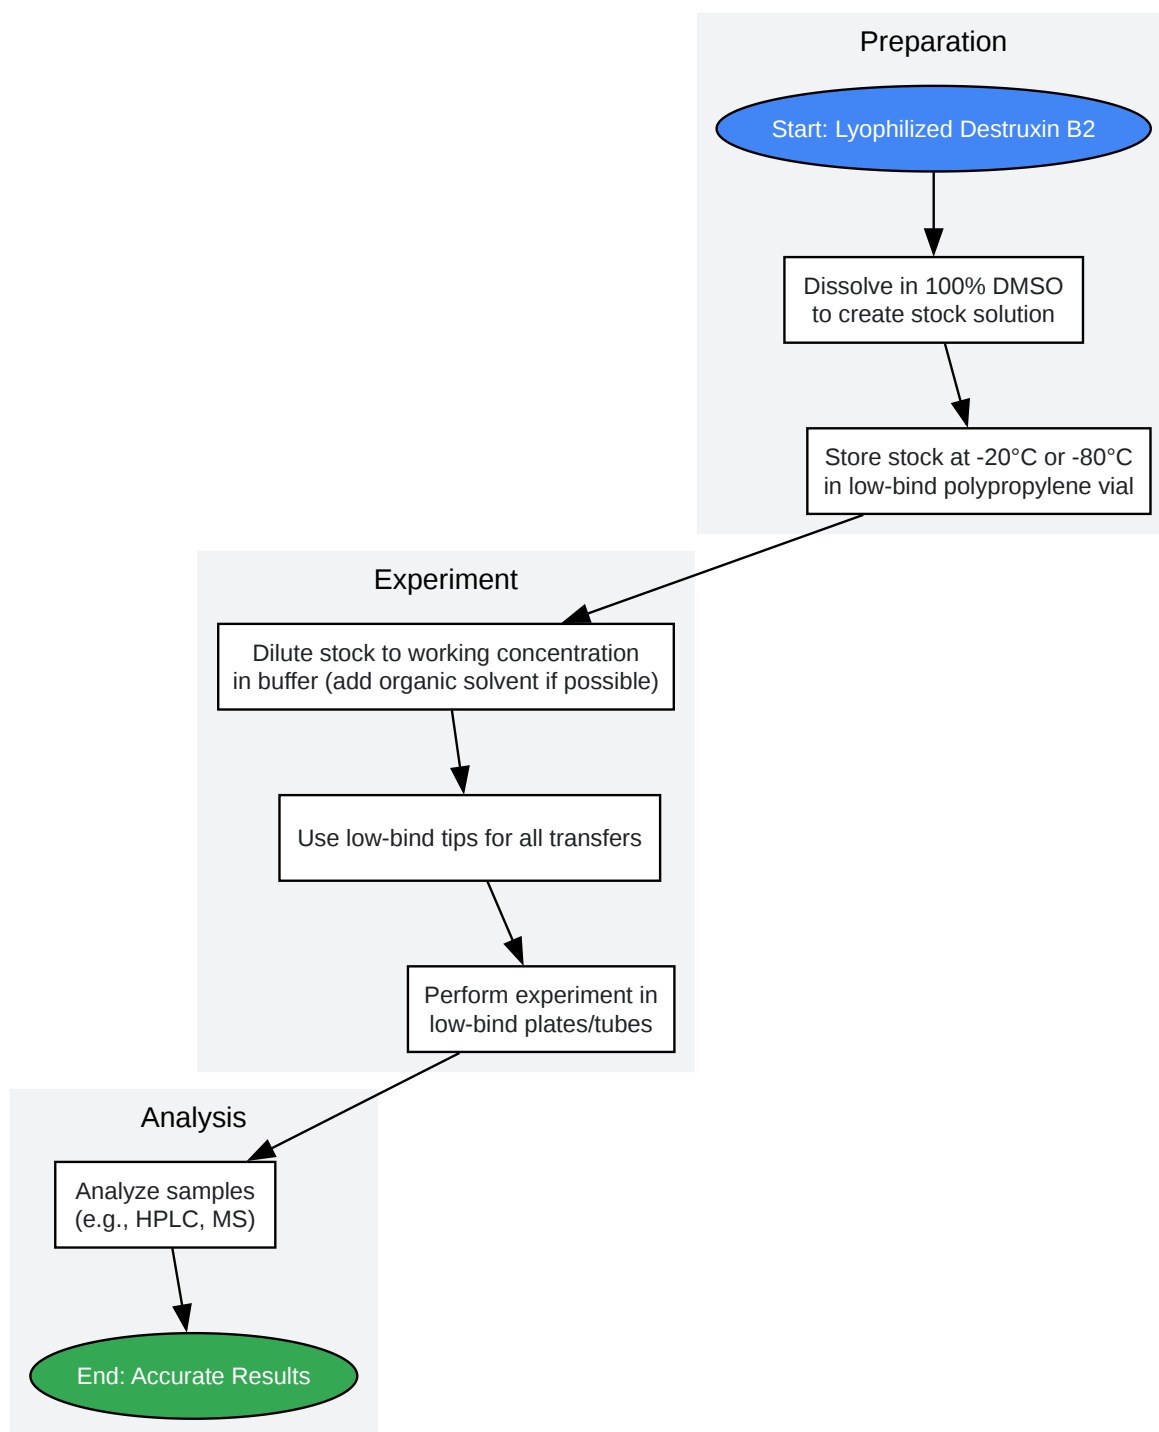 Preparation
Start: Lyophilized Destruxin B2
Dissolve in 100% DMSO
to create stock solution
Store stock at -20°C or -80°C
in low-bind polypropylene vial
Experiment
Dilute stock to working concentration
in buffer (add organic solvent if possible)
Use low-bind tips for all transfers
Perform experiment in
low-bind plates/tubes
Analysis
Analyze samples
(e.g., HPLC, MS)
End: Accurate Results